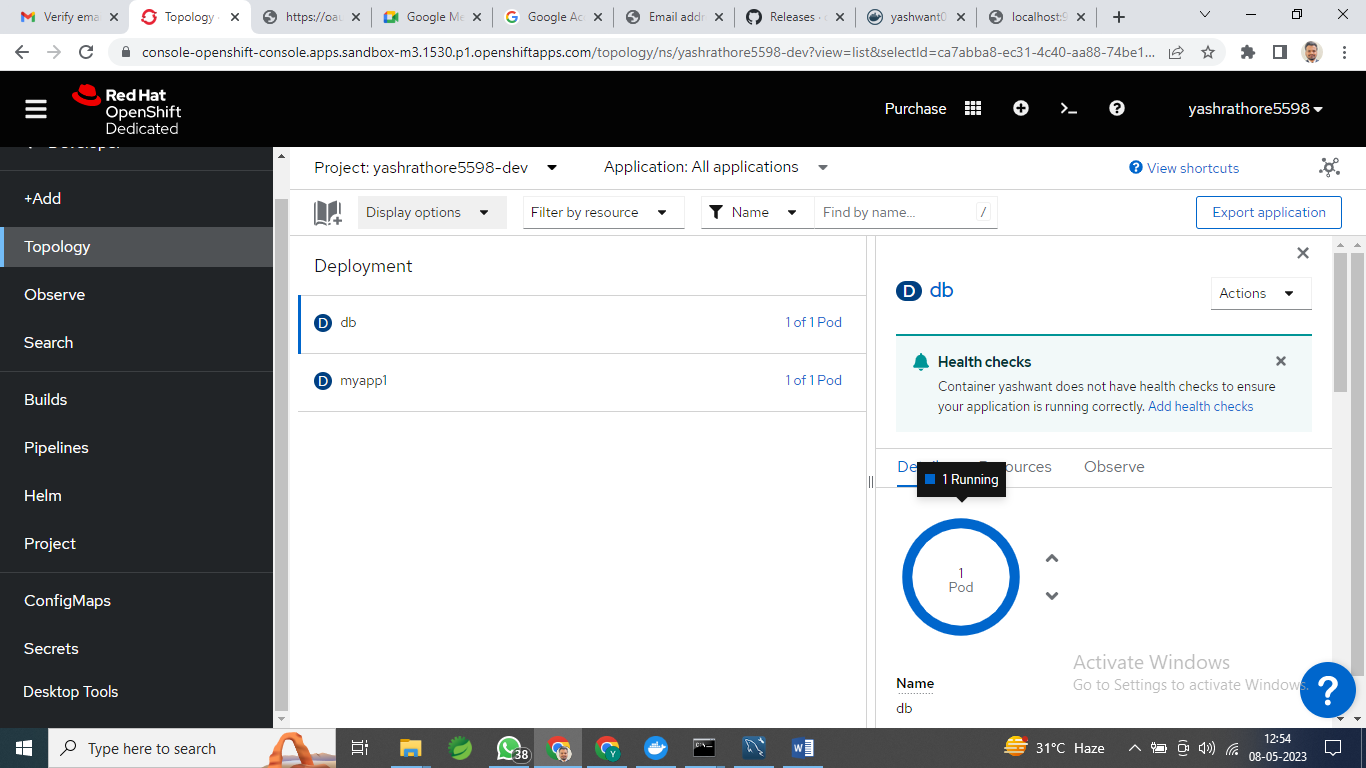 Verify ema
Topology
https://oau
Google Me
Google Acc
Email addr
Releases ·
yashwant0
localhost:9
console-openshift-console.apps.sandbox-m3.1530.p1.openshiftapps.com/topology/ns/yashrathore5598-dev?view=list&selectId=ca7abba8-ec31-4c40-aa88-74be1...
Red Hat
OpenShift
Dedicated
Purchase
yashrathore5598
Developer
+Add
Topology
Observe
Search
Builds
Pipelines
Helm
Project
ConfigMaps
Secrets
Desktop Tools
Project: yashrathore5598-dev
Application: All applications
View shortcuts
Display options
Filter by resource
Name
Find by name...
/
Export application
Deployment
D db 1 of 1 Pod
D myapp1 1 of 1 Pod
D db
Actions
Health checks
Container yashwant does not have health checks to ensure
your application is running correctly. Add health checks
Resources
Observe
1 Running
1
Pod
Name
db
Activate Windows
Go to Settings to activate Windows.
?
Type here to search
38
31°C Haze
12:54
08-05-2023